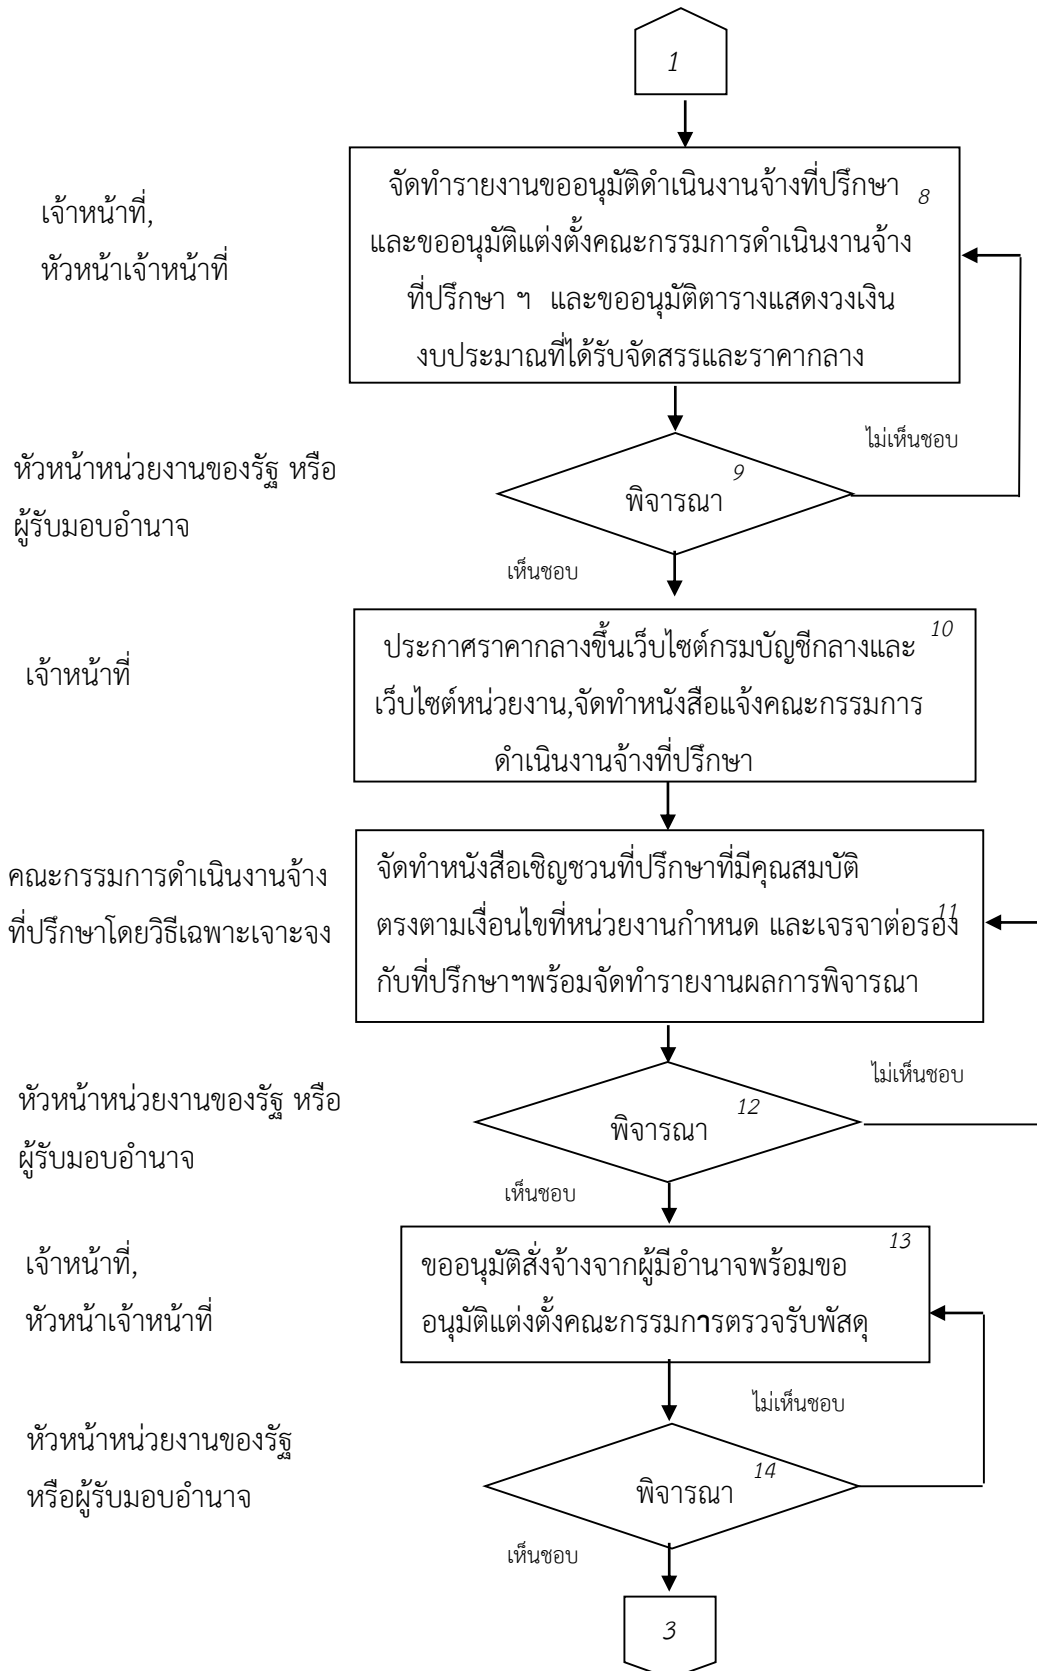 1
เจ้าหน้าที่,
หัวหน้าเจ้าหน้าที่
จัดทำรายงานขออนุมัติดำเนินงานจ้างที่ปรึกษา 8
และขออนุมัติแต่งตั้งคณะกรรมการดำเนินงานจ้าง
ที่ปรึกษา ฯ และขออนุมัติตารางแสดงวงเงิน
งบประมาณที่ได้รับจัดสรรและราคากลาง
ไม่เห็นชอบ
หัวหน้าหน่วยงานของรัฐ หรือ
ผู้รับมอบอำนาจ
พิจารณา 9
เห็นชอบ
เจ้าหน้าที่
ประกาศราคากลางขึ้นเว็บไซต์กรมบัญชีกลางและ 10
เว็บไซต์หน่วยงาน,จัดทำหนังสือแจ้งคณะกรรมการ
ดำเนินงานจ้างที่ปรึกษา
คณะกรรมการดำเนินงานจ้าง
ที่ปรึกษาโดยวิธีเฉพาะเจาะจง
จัดทำหนังสือเชิญชวนที่ปรึกษาที่มีคุณสมบัติ
ตรงตามเงื่อนไขที่หน่วยงานกำหนด และเจรจาต่อรอง 11
กับที่ปรึกษาฯพร้อมจัดทำรายงานผลการพิจารณา
ไม่เห็นชอบ
หัวหน้าหน่วยงานของรัฐ หรือ
ผู้รับมอบอำนาจ
พิจารณา 12
เห็นชอบ
เจ้าหน้าที่,
หัวหน้าเจ้าหน้าที่
ขออนุมัติสั่งจ้างจากผู้มีอำนาจพร้อมขอ 13
อนุมัติแต่งตั้งคณะกรรมการตรวจรับพัสดุ
ไม่เห็นชอบ
หัวหน้าหน่วยงานของรัฐ
หรือผู้รับมอบอำนาจ
พิจารณา 14
เห็นชอบ
3